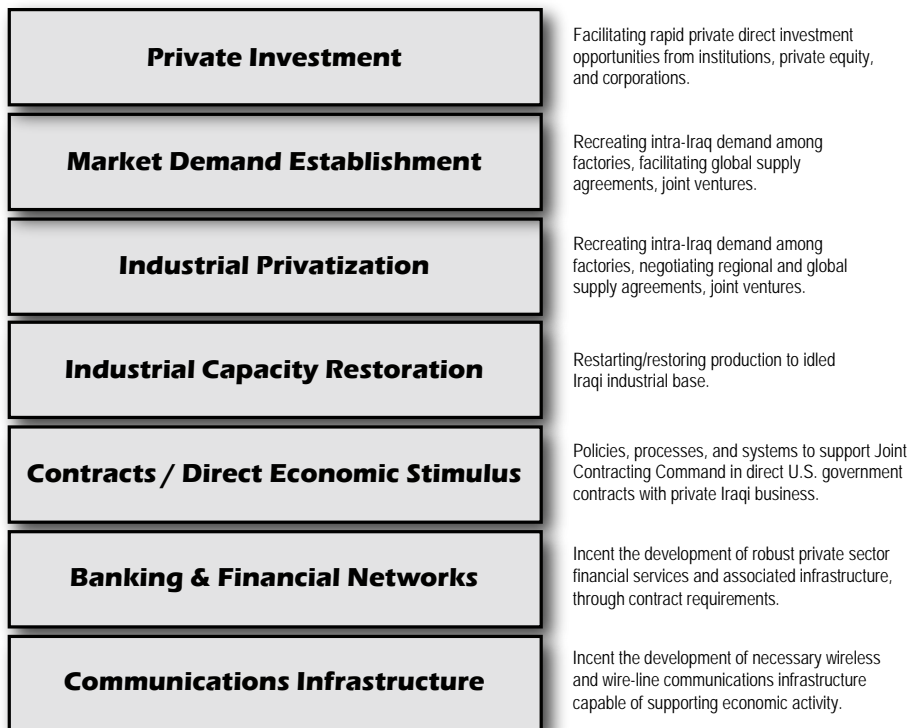 Private Investment
Facilitating rapid private direct investment
opportunities from institutions, private equity,
and corporations.
Market Demand Establishment
Recreating intra-Iraq demand among
factories, facilitating global supply
agreements, joint ventures.
Industrial Privatization
Recreating intra-Iraq demand among
factories, negotiating regional and global
supply agreements, joint ventures.
Industrial Capacity Restoration
Restarting/restoring production to idled
Iraqi industrial base.
Contracts / Direct Economic Stimulus
Policies, processes, and systems to support Joint
Contracting Command in direct U.S. government
contracts with private Iraqi business.
Banking & Financial Networks
Incent the development of robust private sector
financial services and associated infrastructure,
through contract requirements.
Communications Infrastructure
Incent the development of necessary wireless
and wire-line communications infrastructure
capable of supporting economic activity.